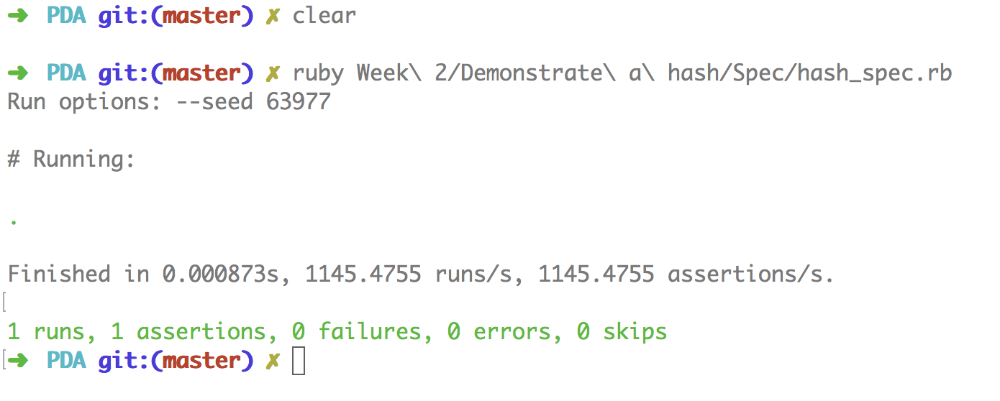 ➜ PDA git:(master) ✗ clear
➜ PDA git:(master) ✗ ruby Week\ 2/Demonstrate\ a\ hash/Spec/hash_spec.rb
Run options: --seed 63977
# Running:
.
Finished in 0.000873s, 1145.4755 runs/s, 1145.4755 assertions/s.
1 runs, 1 assertions, 0 failures, 0 errors, 0 skips
➜ PDA git:(master) ✗